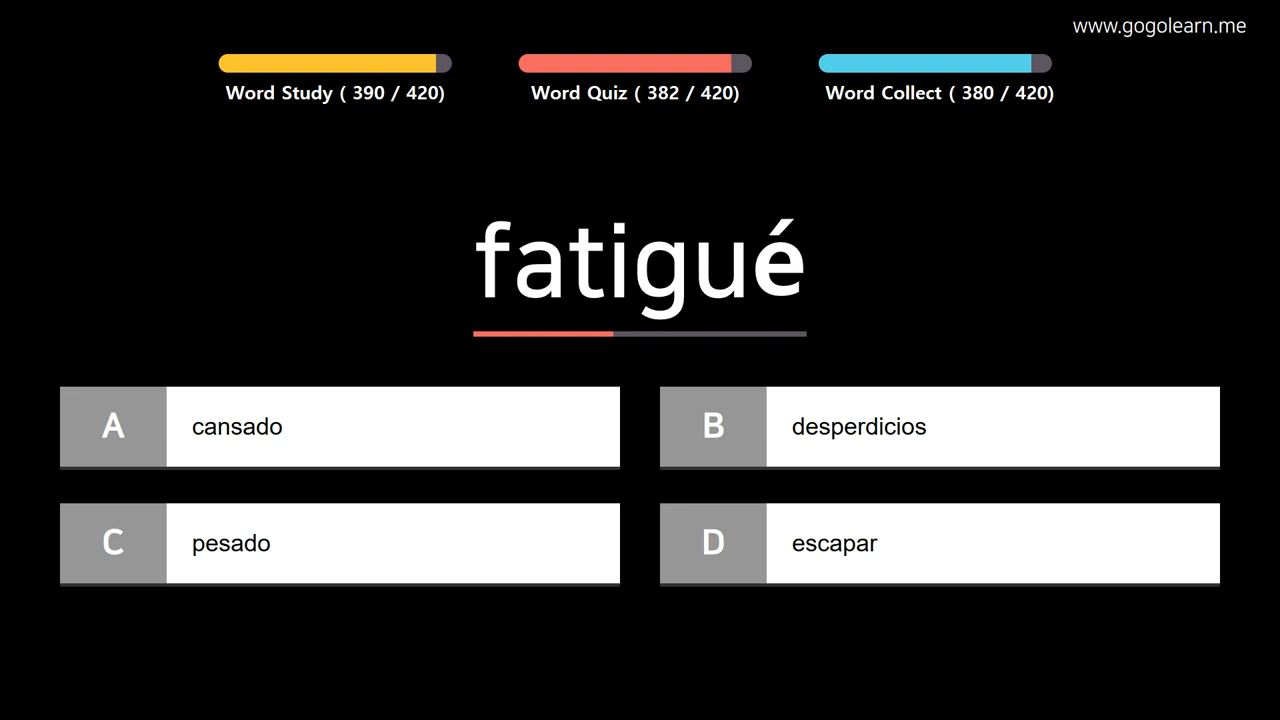 www.gogolearn.me
Word Study ( 390 / 420)
Word Quiz ( 382 / 420)
Word Collect ( 380 / 420)
fatigué
A cansado
B desperdicios
C pesado
D escapar